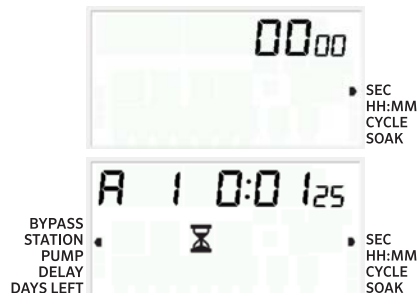 0000
SEC
HH:MM
CYCLE
SOAK
A 1 0:01 25
BYPASS
STATION
PUMP
DELAY
DAYS LEFT
SEC
HH:MM
CYCLE
SOAK